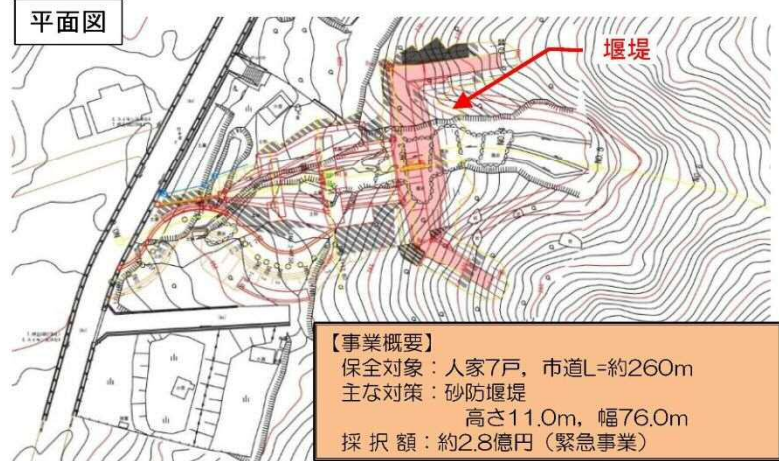 平面図
堰堤
【事業概要】
保全対象：人家7戸，市道L=約260m
主な対策：砂防堰堤
高さ11.0m，幅76.0m
採 択 額：約2.8億円（緊急事業）